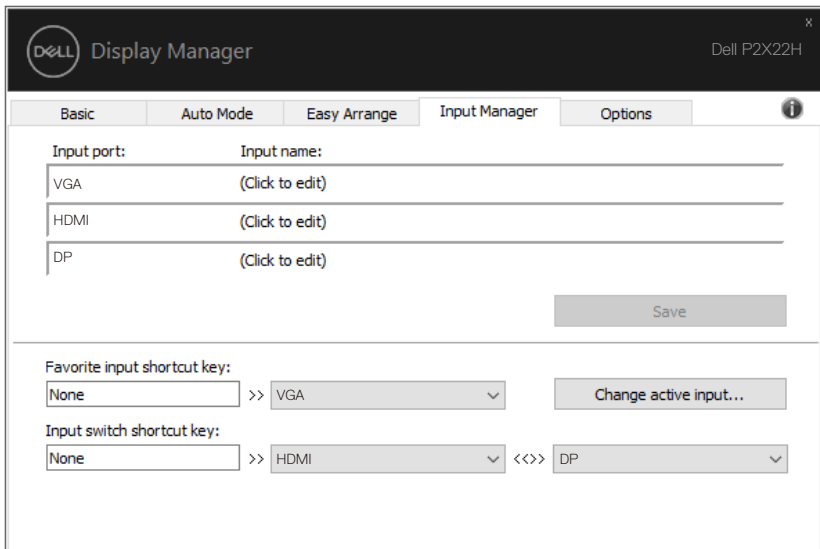 x
DELL Display Manager Dell P2X22H
Basic Auto Mode Easy Arrange Input Manager Options i
Input port: Input name:
VGA (Click to edit)
HDMI (Click to edit)
DP (Click to edit)
Save
Favorite input shortcut key:
None >> VGA Change active input...
Input switch shortcut key:
None >> HMDI <<>> DP